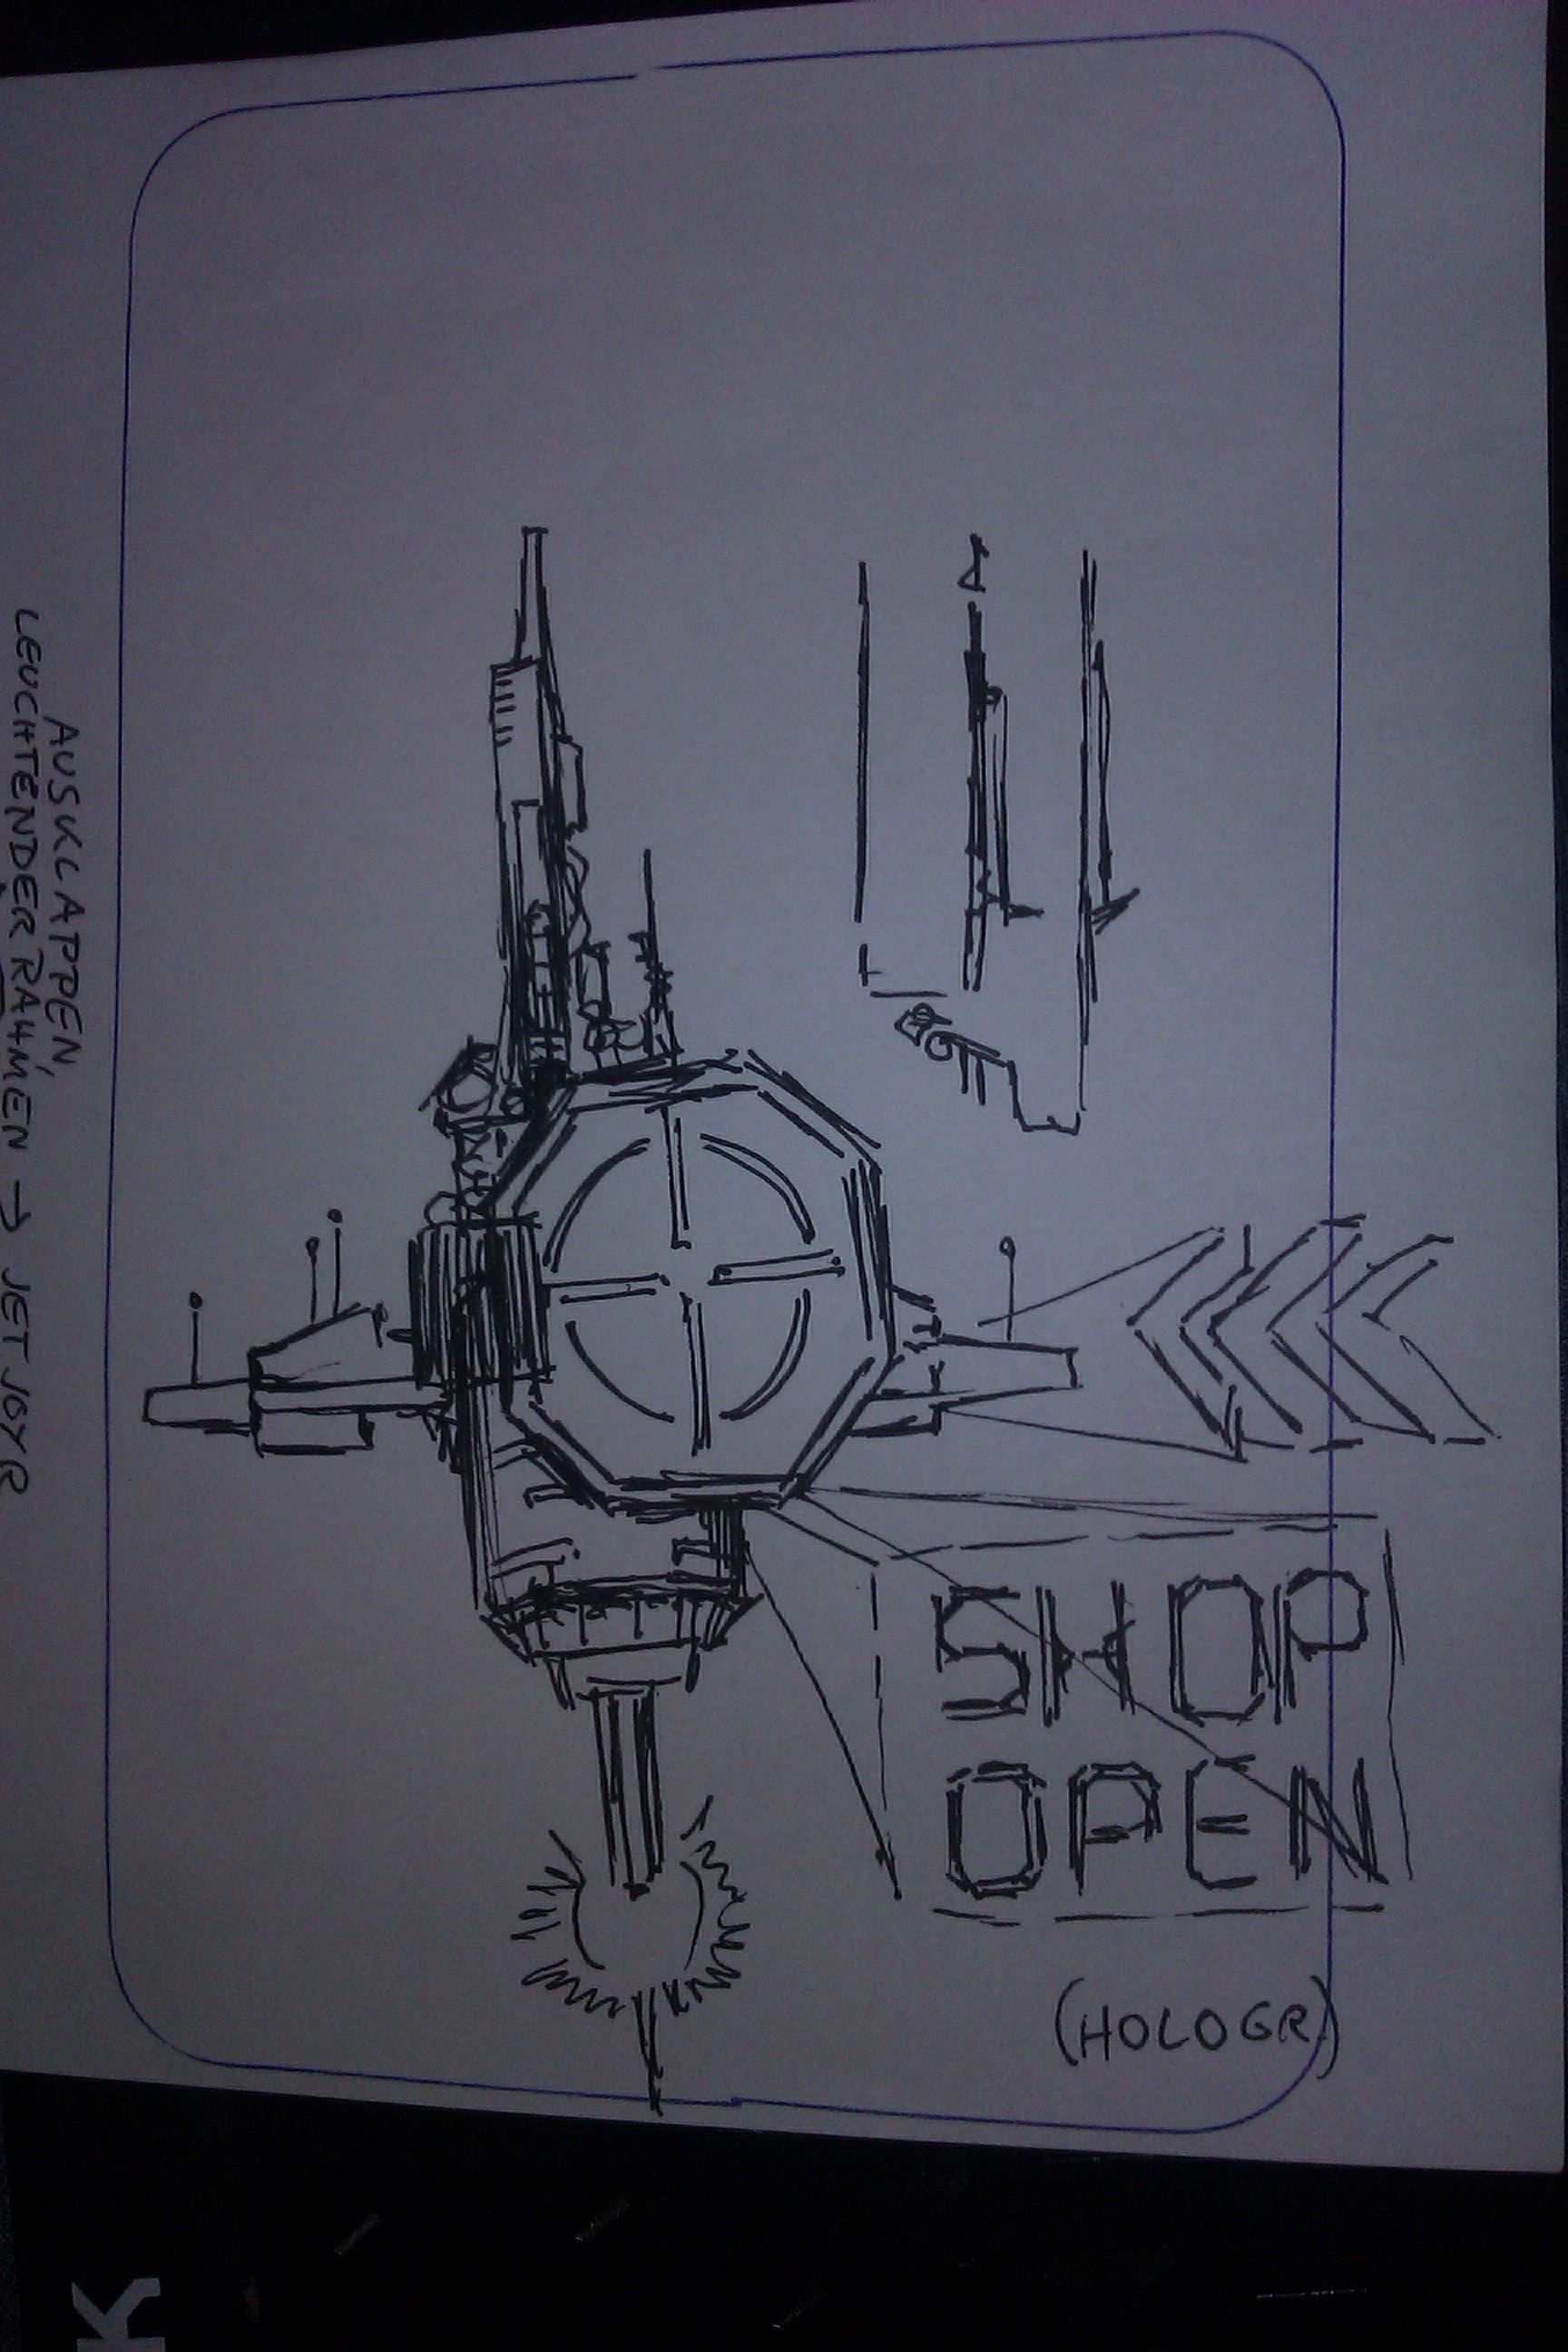 SHOP
OPEN
(HOLOGR)
AUSKLAPPEN,
LEUCHTENDER RAHMEN → JET JOYR
K